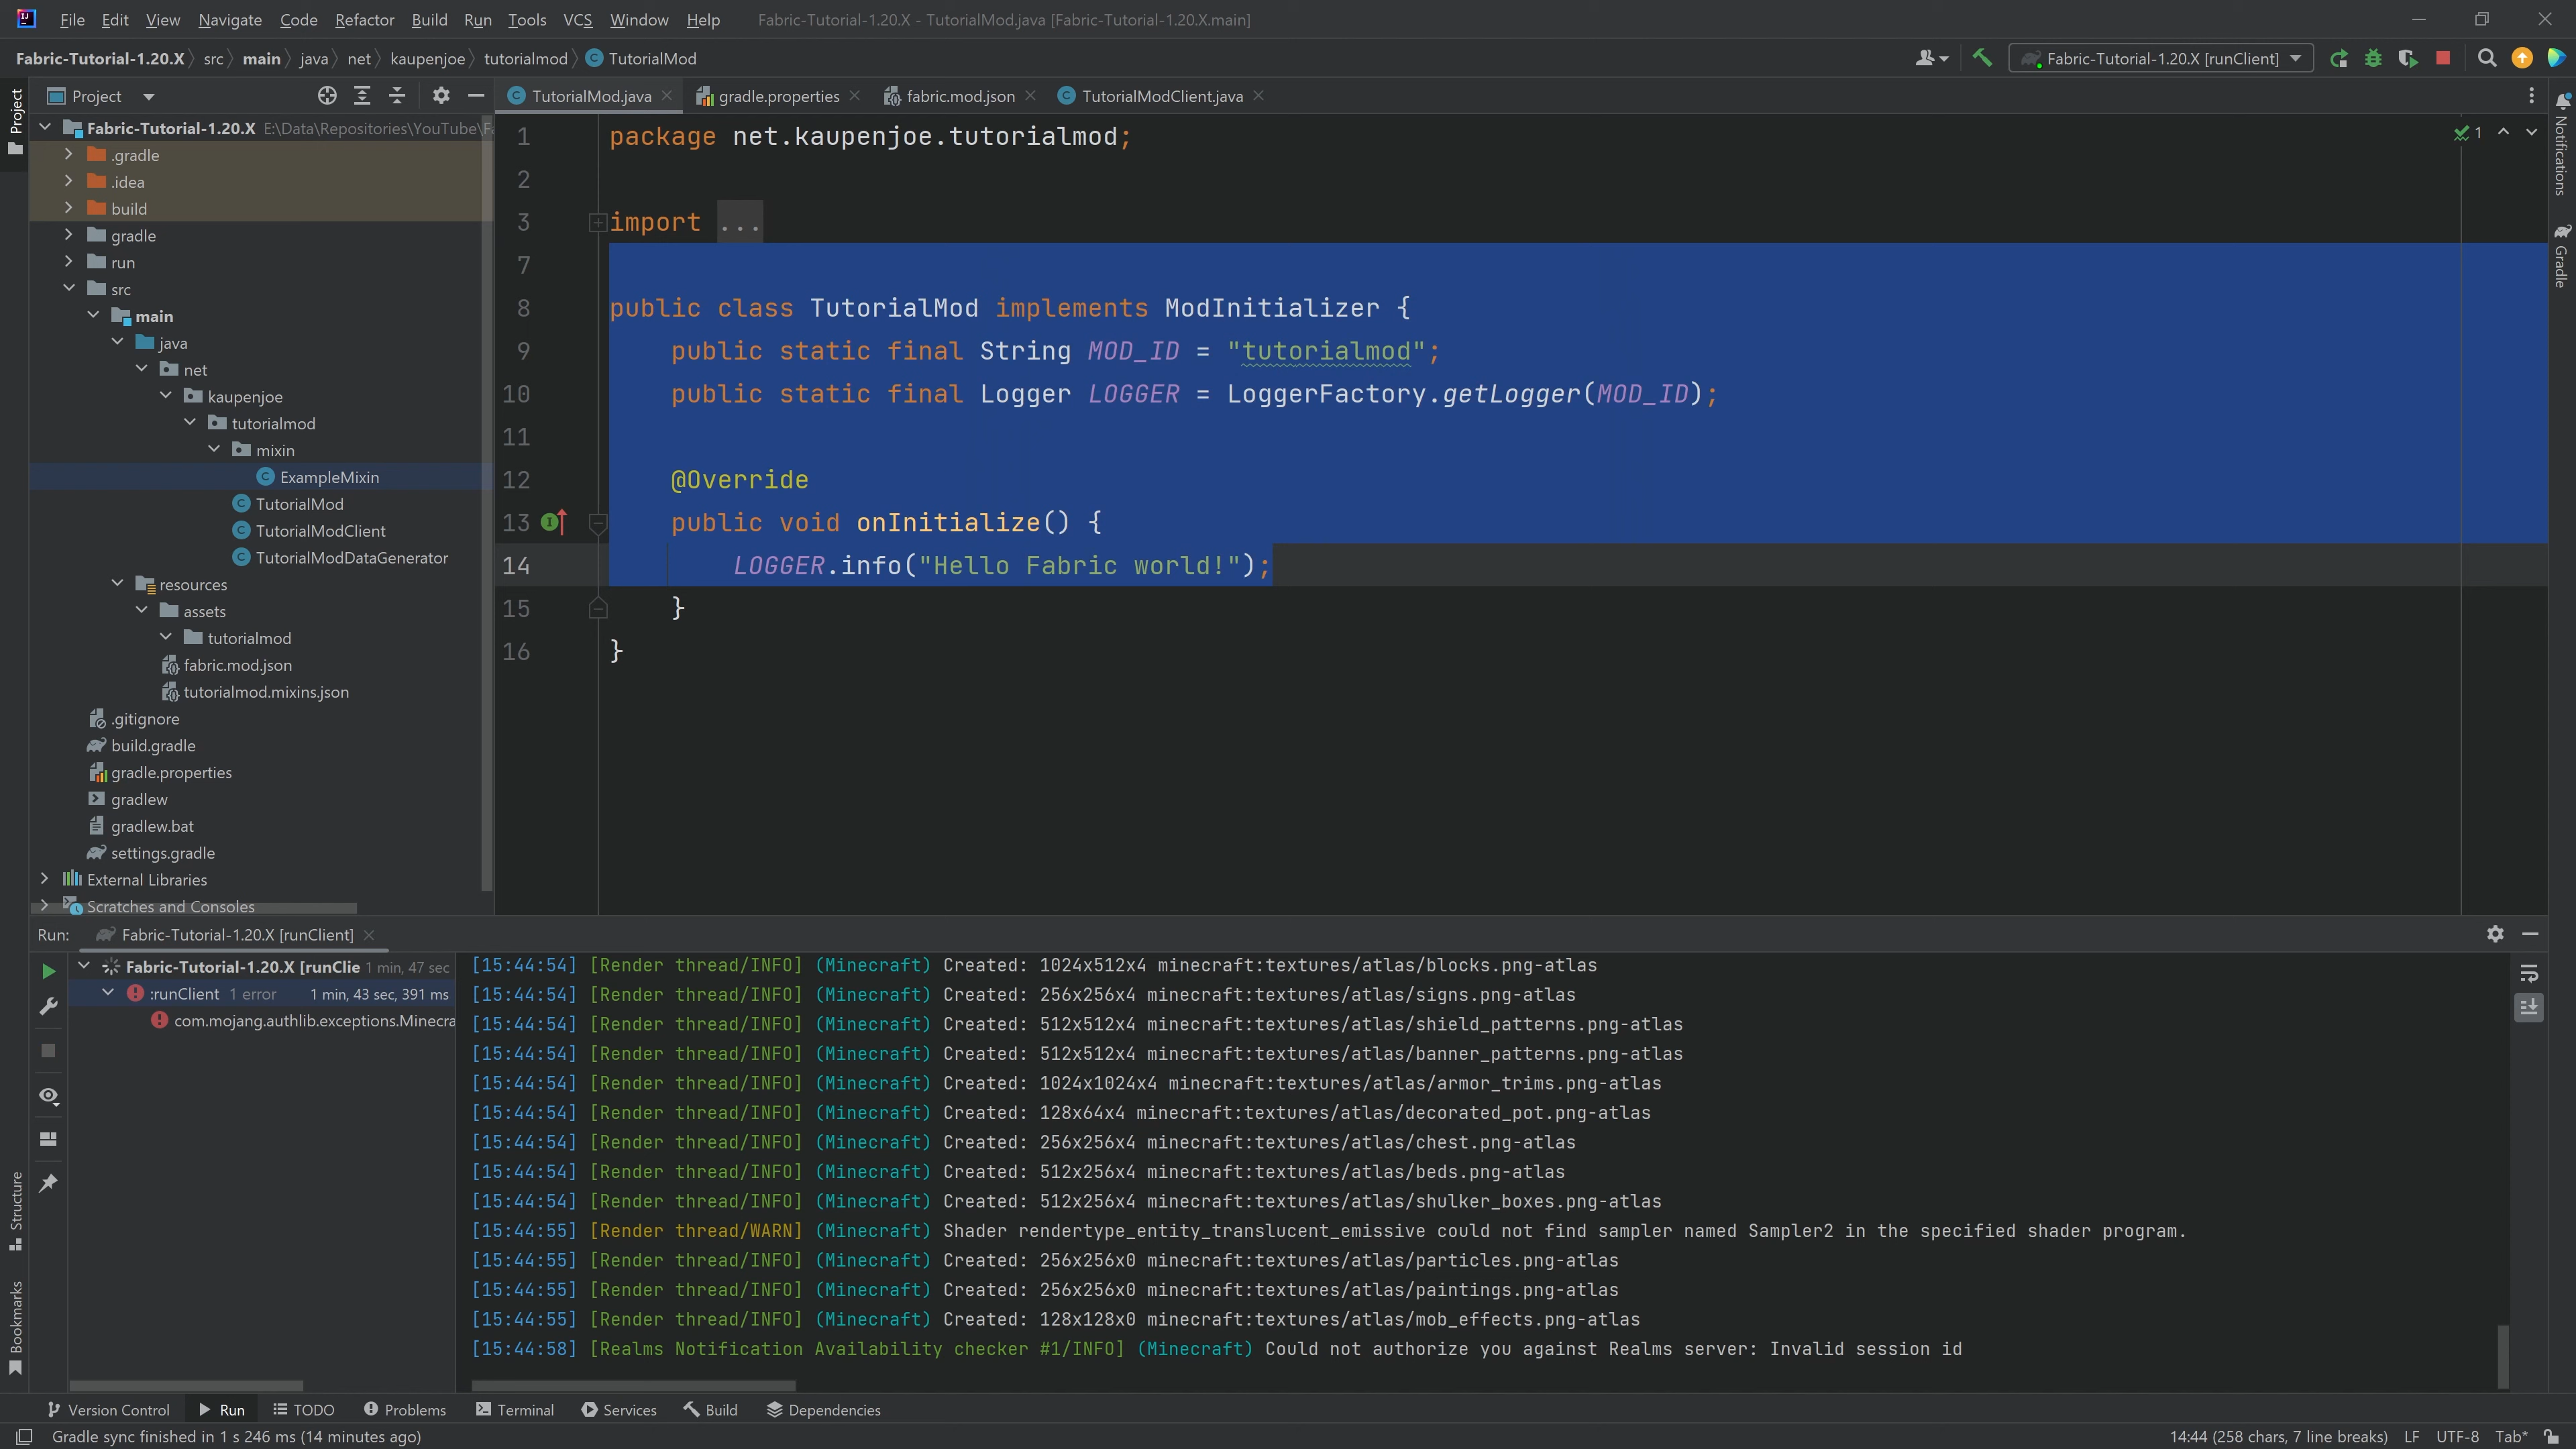 File Edit View Navigate Code Refactor Build Run Tools VCS Window Help Fabric-Tutorial-1.20.X - TutorialMod.java [Fabric-Tutorial-1.20.X.main]
Fabric-Tutorial-1.20.X src main java net kaupenjoe tutorialmod TutorialMod
Fabric-Tutorial-1.20.X [runClient]
Project
TutorialMod.java gradle.properties fabric.mod.json TutorialModClient.java
Project
Notifications
Gradle
Fabric-Tutorial-1.20.X E:\Data\Repositories\YouTube\
.gradle
.idea
build
gradle
run
src
main
java
net
kaupenjoe
tutorialmod
mixin
ExampleMixin
TutorialMod
TutorialModClient
TutorialModDataGenerator
resources
assets
tutorialmod
fabric.mod.json
tutorialmod.mixins.json
.gitignore
build.gradle
gradle.properties
gradlew
gradlew.bat
settings.gradle
External Libraries
Scratches and Consoles
1 package net.kaupenjoe.tutorialmod;
1
2
3 import ...
7
8 public class TutorialMod implements ModInitializer {
9 public static final String MOD_ID = "tutorialmod";
10 public static final Logger LOGGER = LoggerFactory.getLogger(MOD_ID);
11
12 @Override
13 public void onInitialize() {
14 LOGGER.info("Hello Fabric world!");
15 }
16 }
Run: Fabric-Tutorial-1.20.X [runClient]
Fabric-Tutorial-1.20.X [runClie 1 min, 47 sec
:runClient 1 error 1 min, 43 sec, 391 ms
com.mojang.authlib.exceptions.Minecra
[15:44:54] [Render thread/INFO] (Minecraft) Created: 1024x512x4 minecraft:textures/atlas/blocks.png-atlas
[15:44:54] [Render thread/INFO] (Minecraft) Created: 256x256x4 minecraft:textures/atlas/signs.png-atlas
[15:44:54] [Render thread/INFO] (Minecraft) Created: 512x512x4 minecraft:textures/atlas/shield_patterns.png-atlas
[15:44:54] [Render thread/INFO] (Minecraft) Created: 512x512x4 minecraft:textures/atlas/banner_patterns.png-atlas
[15:44:54] [Render thread/INFO] (Minecraft) Created: 1024x1024x4 minecraft:textures/atlas/armor_trims.png-atlas
[15:44:54] [Render thread/INFO] (Minecraft) Created: 128x64x4 minecraft:textures/atlas/decorated_pot.png-atlas
[15:44:54] [Render thread/INFO] (Minecraft) Created: 256x256x4 minecraft:textures/atlas/chest.png-atlas
[15:44:54] [Render thread/INFO] (Minecraft) Created: 512x256x4 minecraft:textures/atlas/beds.png-atlas
[15:44:54] [Render thread/INFO] (Minecraft) Created: 512x256x4 minecraft:textures/atlas/shulker_boxes.png-atlas
[15:44:55] [Render thread/WARN] (Minecraft) Shader rendertype_entity_translucent_emissive could not find sampler named Sampler2 in the specified shader program.
[15:44:55] [Render thread/INFO] (Minecraft) Created: 256x256x0 minecraft:textures/atlas/particles.png-atlas
[15:44:55] [Render thread/INFO] (Minecraft) Created: 256x256x0 minecraft:textures/atlas/paintings.png-atlas
[15:44:55] [Render thread/INFO] (Minecraft) Created: 128x128x0 minecraft:textures/atlas/mob_effects.png-atlas
[15:44:58] [Realms Notification Availability checker #1/INFO] (Minecraft) Could not authorize you against Realms server: Invalid session id
Structure
Bookmarks
Version Control Run TODO Problems Terminal Services Build Dependencies
Gradle sync finished in 1 s 246 ms (14 minutes ago) 14:44 (258 chars, 7 line breaks) LF UTF-8 Tab*